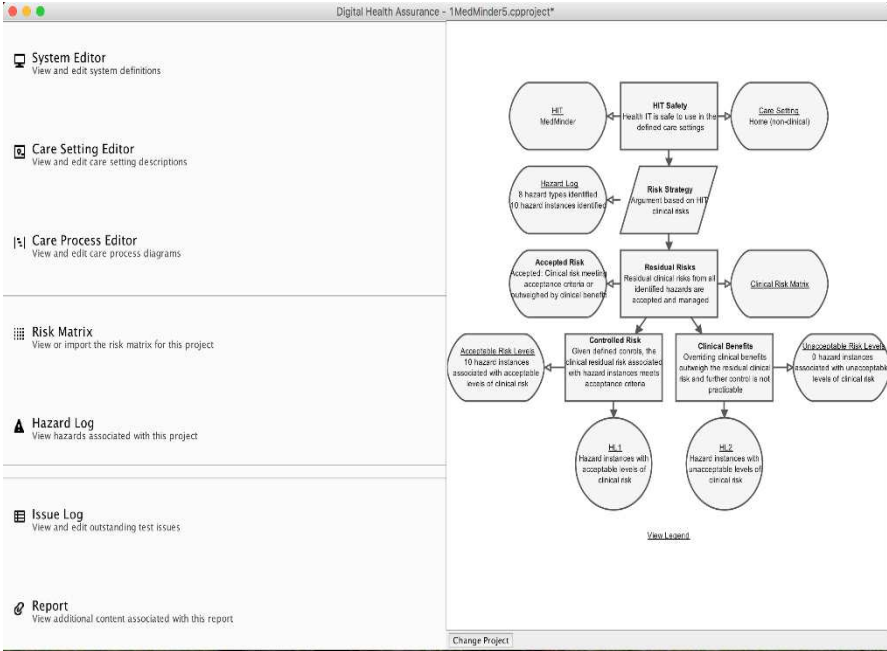 Digital Health Assurance - 1MedMinder5.cpproject*
System Editor
View and edit system definitions
Care Setting Editor
View and edit care setting descriptions
Care Process Editor
View and edit care process diagrams
Risk Matrix
View or import the risk matrix for this project
Hazard Log
View hazards associated with this project
Issue Log
View and edit outstanding test issues
Report
View additional content associated with this report
HIT
MedMinder
HIT Safety
Health IT is safe to use in the
defined care settings
Care Setting
Home (non-clinical)
Hazard Log
8 hazard types identified
10 hazard instances identified
Risk Strategy
Argument based on HIT
clinical risks
Accepted Risk
Accepted: Clinical risk meeting
acceptance criteria or
outweighed by clinical benefit
Residual Risks
Residual clinical risks from all
identified hazards are
accepted and managed
Clinical Risk Matrix
Acceptable Risk Levels
10 hazard instances
associated with acceptable
levels of clinical risk
Controlled Risk
Given defined controls, the
clinical residual risk associated
with hazard instances meets
acceptance criteria
Clinical Benefits
Overriding clinical benefits
outweigh the residual clinical
risk and further control is not
practicable
Unacceptable Risk Levels
0 hazard instances
associated with unacceptable
levels of clinical risk
HL1
Hazard instances with
acceptable levels of
clinical risk
HL2
Hazard instances with
unacceptable levels of
clinical risk
View Legend
Change Project